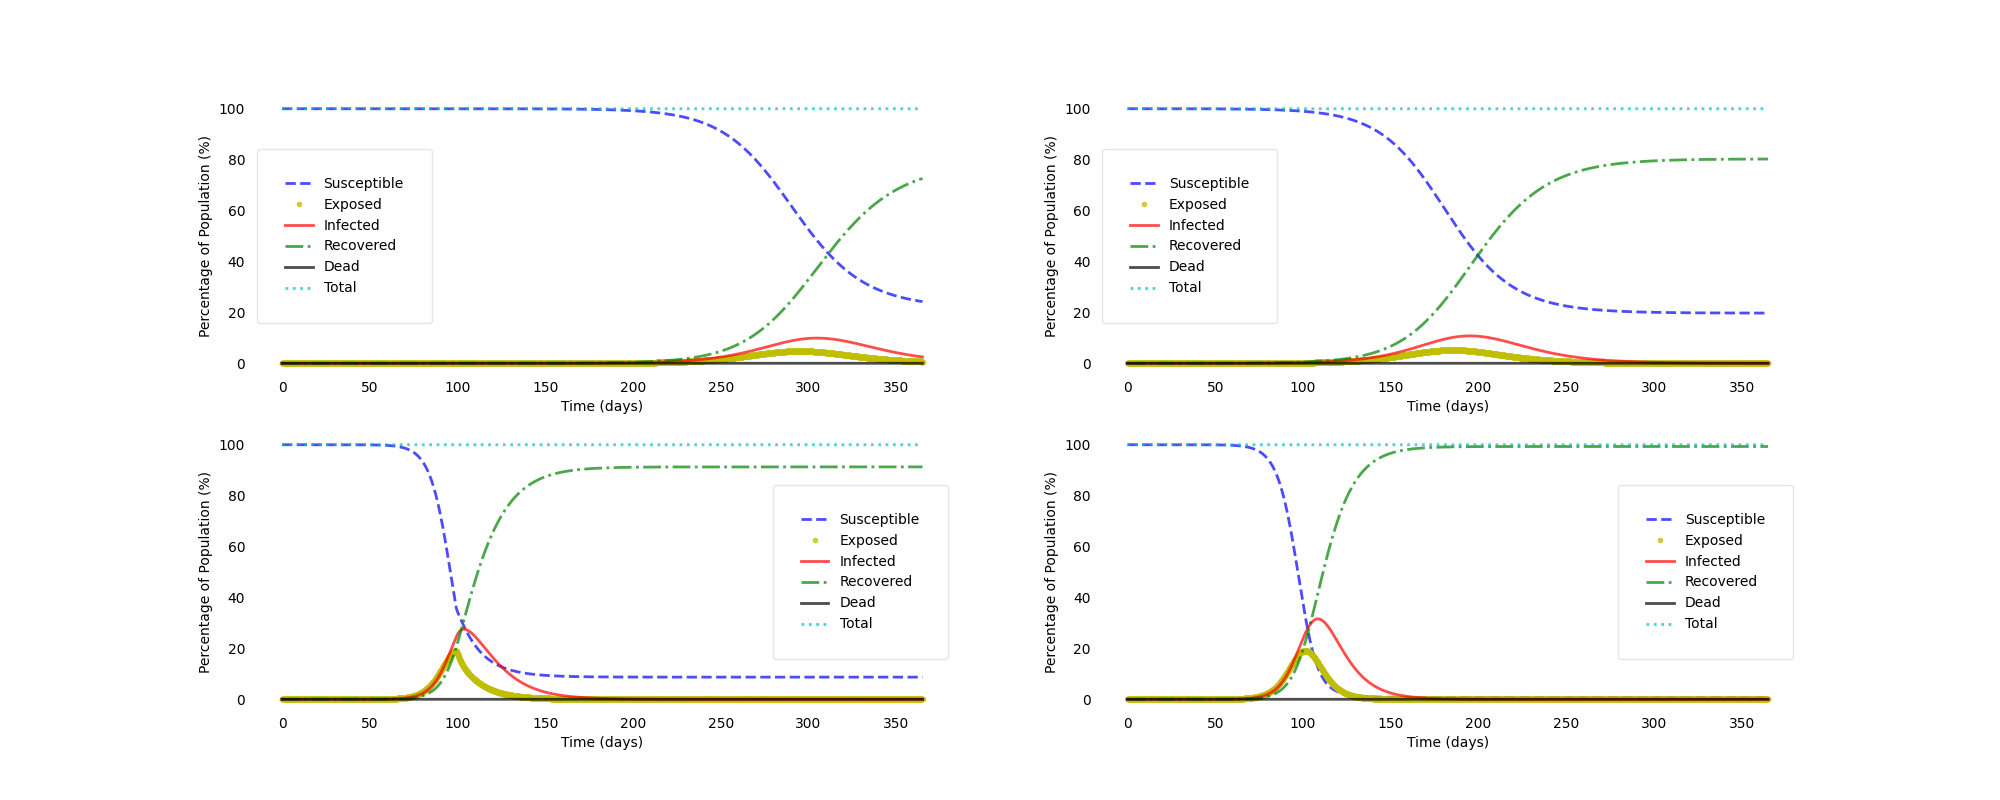 Percentage of Population (%)
100
80
60
40
20
0
Susceptible
Exposed
Infected
Recovered
Dead
Total
0 50 100 150 200 250 300 350
Time (days)
Percentage of Population (%)
100
80
60
40
20
0
Susceptible
Exposed
Infected
Recovered
Dead
Total
0 50 100 150 200 250 300 350
Time (days)
Percentage of Population (%)
100
80
60
40
20
0
Susceptible
Exposed
Infected
Recovered
Dead
Total
0 50 100 150 200 250 300 350
Time (days)
Percentage of Population (%)
100
80
60
40
20
0
Susceptible
Exposed
Infected
Recovered
Dead
Total
0 50 100 150 200 250 300 350
Time (days)